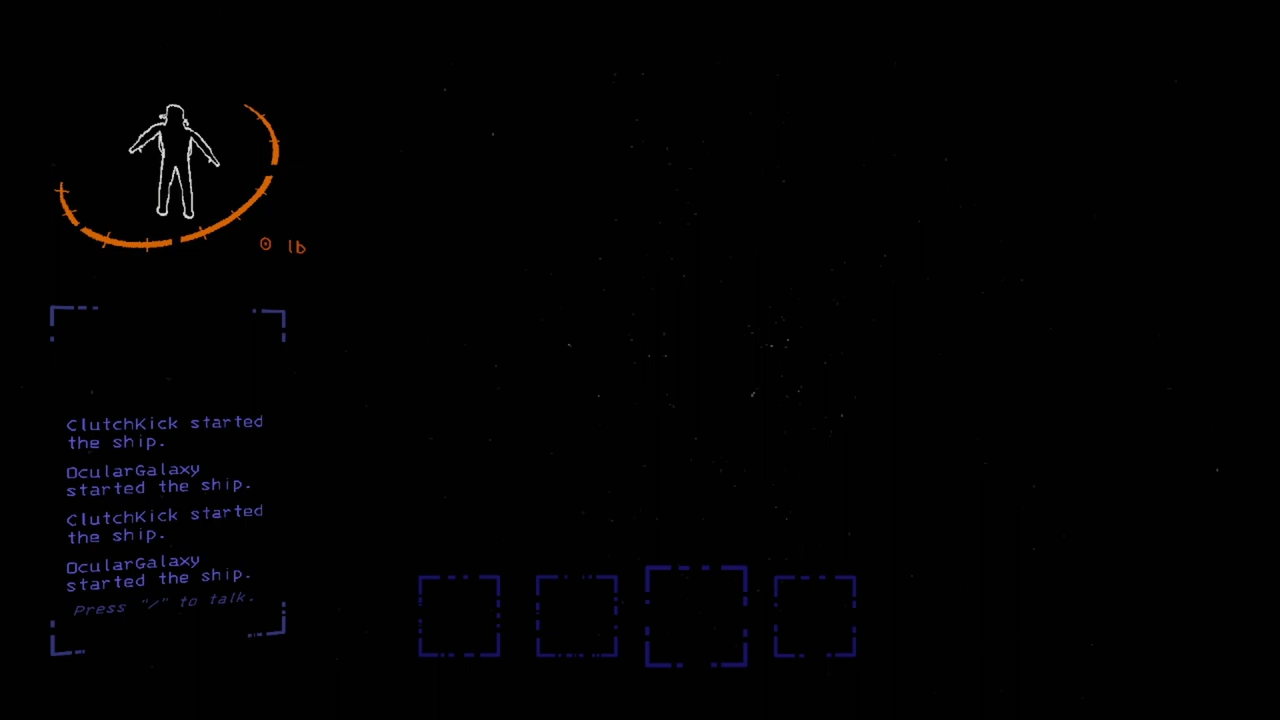 0 lb
ClutchKick started
the ship.
OcularGalaxy
started the ship.
ClutchKick started
the ship.
OcularGalaxy
started the ship.
Press "/" to talk.